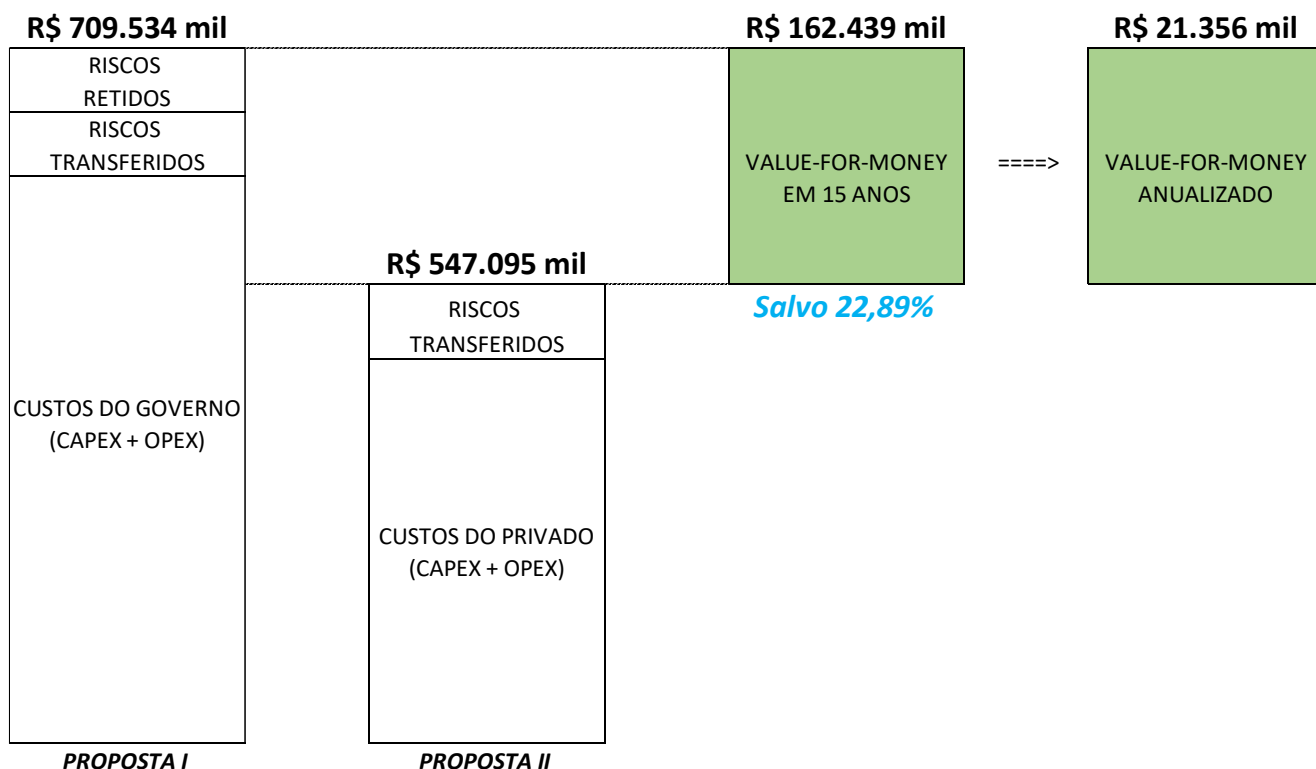 R$ 709.534 mil
RISCOS
RETIDOS
RISCOS
TRANSFERIDOS
CUSTOS DO GOVERNO
(CAPEX + OPEX)
PROPOSTA I
R$ 547.095 mil
RISCOS
TRANSFERIDOS
CUSTOS DO PRIVADO
(CAPEX + OPEX)
PROPOSTA II
R$ 162.439 mil
VALUE-FOR-MONEY
EM 15 ANOS
Salvo 22,89%
====>
R$ 21.356 mil
VALUE-FOR-MONEY
ANUALIZADO